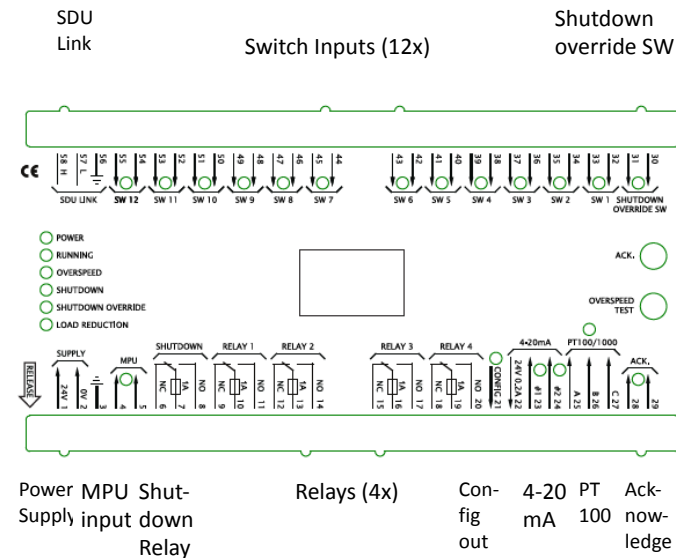 SDU
Link
Switch Inputs (12x)
Shutdown
override SW
58 57 56 55 54 53 52 51 50 49 48 47 46 45 44 43 42 41 40 39 38 37 36 35 34 33 32 31 30
H L
CE
SDU LINK SW 12 SW 11 SW 10 SW 9 SW 8 SW 7 SW 6 SW 5 SW 4 SW 3 SW 2 SW 1 SHUTDOWN
OVERRIDE SW
POWER
RUNNING
OVERSPEED
SHUTDOWN
SHUTDOWN OVERRIDE
LOAD REDUCTION
ACK.
OVERSPEED
TEST
RELEASE
SUPPLY MPU SHUTDOWN RELAY 1 RELAY 2 RELAY 3 RELAY 4 4-20mA PT100/1000 ACK.
24V 0V NC 1A NO NC 1A NO NC 1A NO NC 1A NO NC 1A NO CONFIG 24V 0.2A #1 #2 A B C
1 2 3 4 5 6 7 8 9 10 11 12 13 14 15 16 17 18 19 20 21 22 23 24 25 26 27 28 29
Power
Supply
MPU
input
Shut-
down
Relay
Relays (4x)
Con-
fig
out
4-20
mA
PT
100
Ack-
now-
ledge